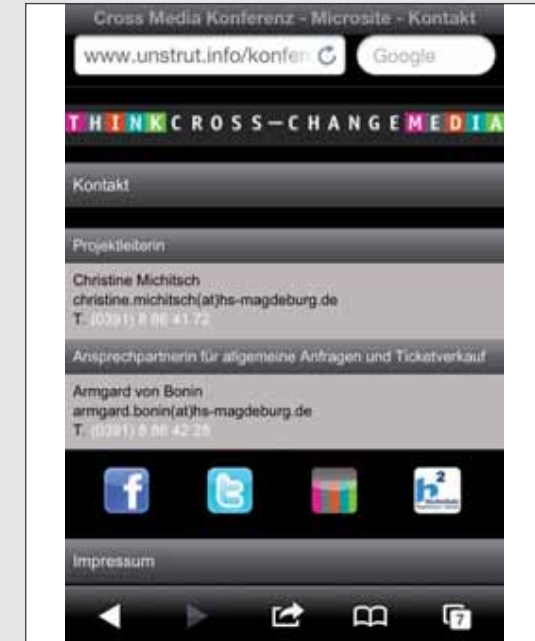 Cross Media Konferenz - Microsite - Kontakt
www.unstrut.info/konfer
Google
THINKCROSS—CHANGEMEDIA
Kontakt
Projektleiterin
Christine Michitsch
christine.michitsch(at)hs-magdeburg.de
T. (0391) 8 86 41 72
Ansprechpartnerin für allgemeine Anfragen und Ticketverkauf
Armgard von Bonin
armgard.bonin(at)hs-magdeburg.de
T. (0391) 8 86 42 25
f
t
h2
Impressum
7